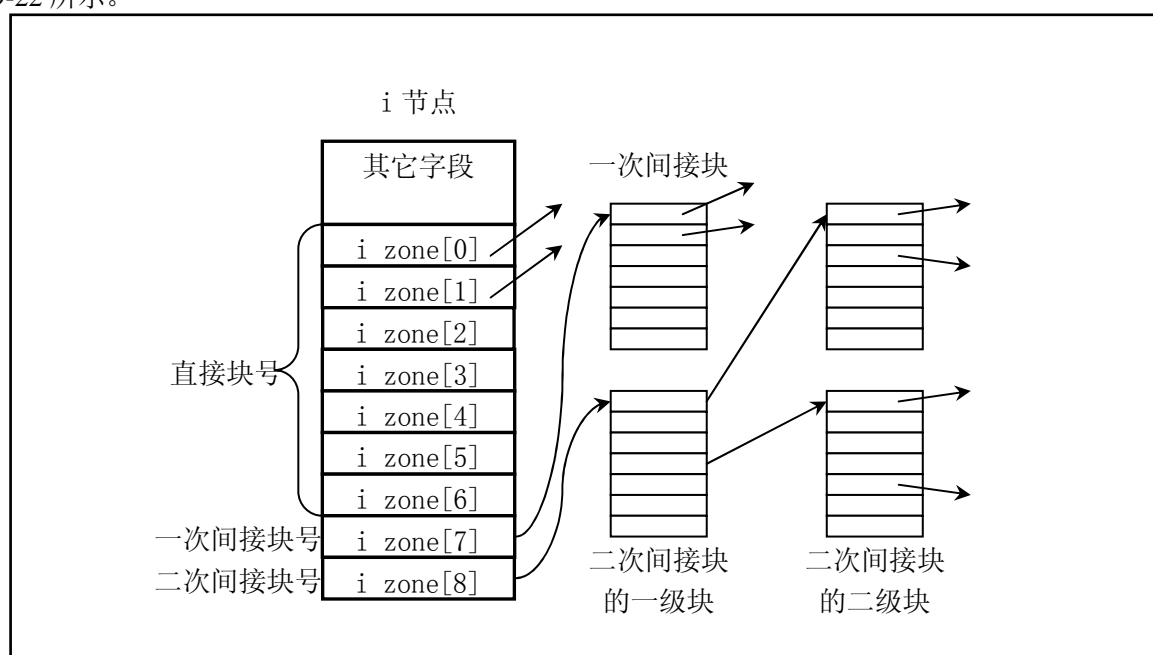 -22 所示。
i 节点
其它字段
一次间接块
i zone[0]
i zone[1]
i zone[2]
直接块号
i zone[3]
i zone[4]
i zone[5]
i zone[6]
一次间接块号
i zone[7]
二次间接块号
i zone[8]
二次间接块
的一级块
二次间接块
的二级块